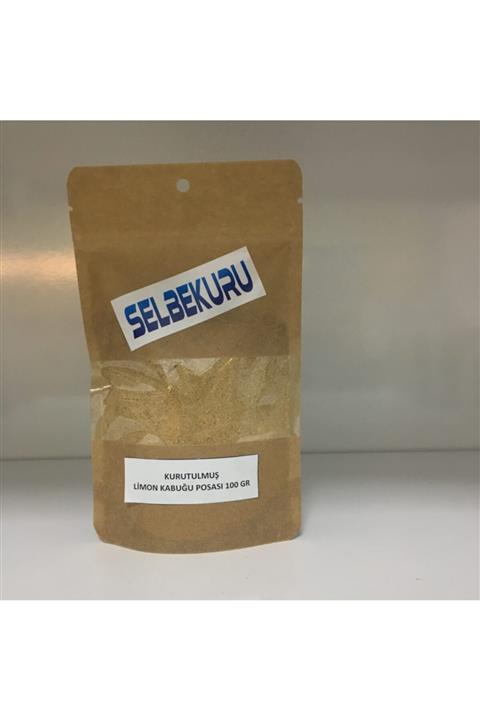 SELBEKURU
KURUTULMUŞ
LİMON KABUĞU POSASI 100 GR